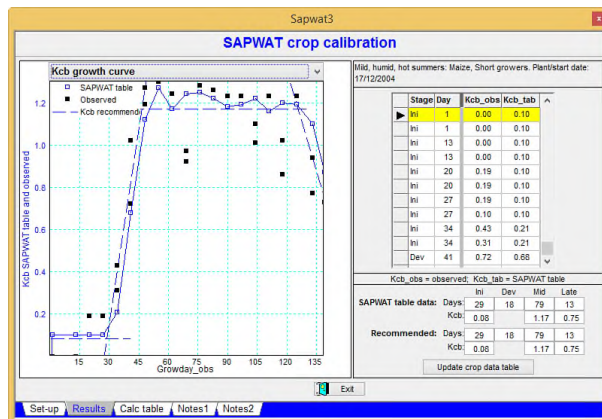 Sapwat3
x
SAPWAT crop calibration
Kcb growth curve
SAPWAT table
Observed
Kcb recommendi
Kcb SAPWAT table and observed
1.2
1.0
0.8
0.6
0.4
0.2
15 30 45 60 75 90 105 120 135
Growday_obs
Mild, humid, hot summers: Maize, Short growers. Plant/start date:
17/12/2004
Stage Day Kcb_obs Kcb_tab
Ini 1 0.00 0.10
Ini 1 0.00 0.10
Ini 13 0.00 0.10
Ini 13 0.00 0.10
Ini 20 0.19 0.10
Ini 20 0.19 0.10
Ini 27 0.19 0.10
Ini 27 0.10 0.10
Ini 34 0.43 0.21
Ini 34 0.31 0.21
Dev 41 0.72 0.68
Kcb_obs = observed; Kcb_tab = SAPWAT table
Ini Dev Mid Late
SAPWAT table data: Days: 29 18 79 13
Kcb: 0.08 1.17 0.75
Recommended: Days: 29 18 79 13
Kcb: 0.08 1.17 0.75
Update crop data table
Exit
Set-up Results Calc table Notes1 Notes2